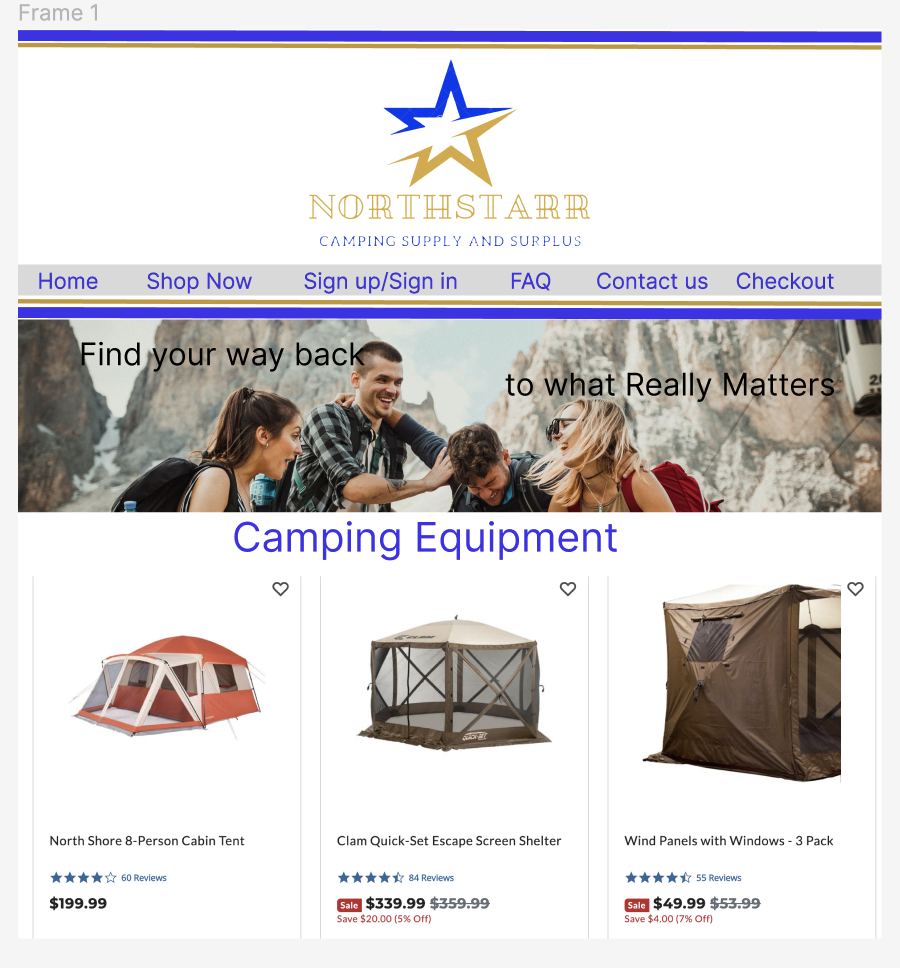 Frame 1
NORTHSTARR
CAMPING SUPPLY AND SURPLUS
Home Shop Now Sign up/Sign in FAQ Contact us Checkout
Find your way back
to what Really Matters
Camping Equipment
CLAM
QUICK-SET
North Shore 8-Person Cabin Tent
Clam Quick-Set Escape Screen Shelter
Wind Panels with Windows - 3 Pack
60 Reviews
84 Reviews
55 Reviews
$199.99
Sale $339.99 $359.99
Sale $49.99 $53.99
Save $20.00 (5% Off)
Save $4.00 (7% Off)